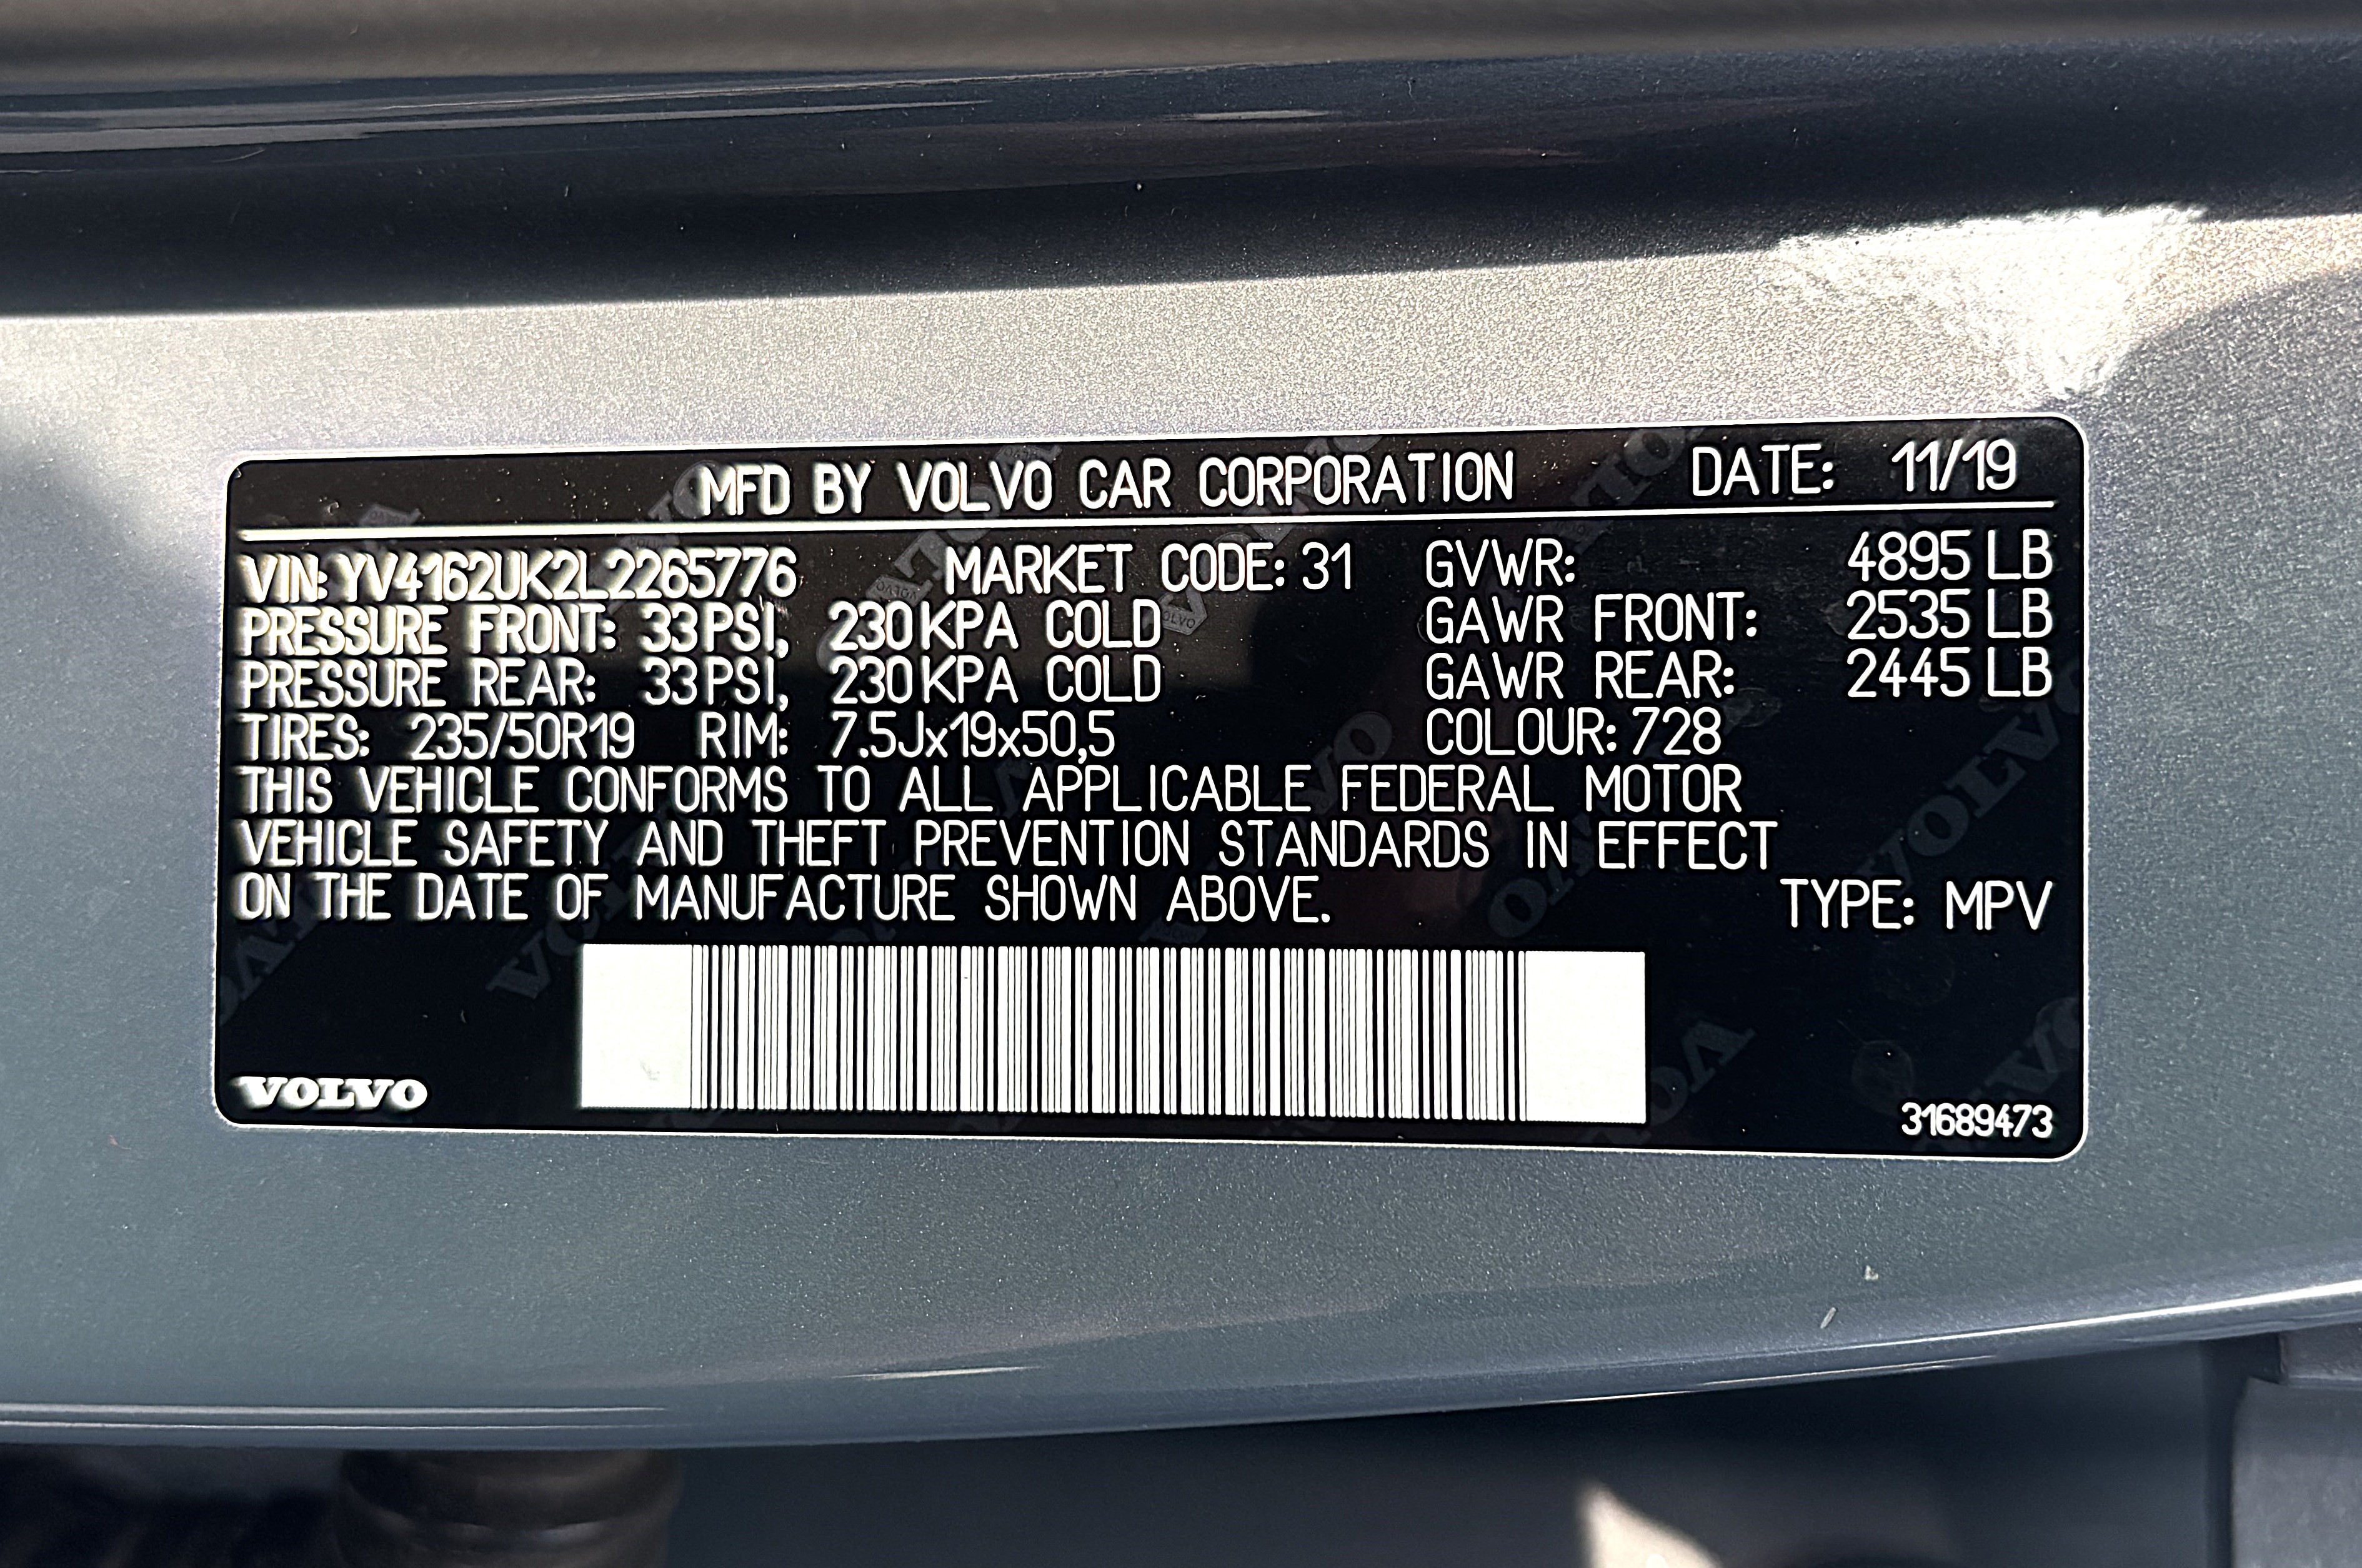 MFD BY VOLVO CAR CORPORATION DATE: 11/19
VIN: YV4162UK2L2265776 MARKET CODE: 31 GVWR: 4895 LB
PRESSURE FRONT: 33 PSI, 230 KPA COLD GAWR FRONT: 2535 LB
PRESSURE REAR: 33 PSI, 230 KPA COLD GAWR REAR: 2445 LB
TIRES: 235/50R19 RIM: 7.5Jx19x50,5 COLOUR: 728
THIS VEHICLE CONFORMS TO ALL APPLICABLE FEDERAL MOTOR
VEHICLE SAFETY AND THEFT PREVENTION STANDARDS IN EFFECT
ON THE DATE OF MANUFACTURE SHOWN ABOVE. TYPE: MPV
VOLVO 31689473